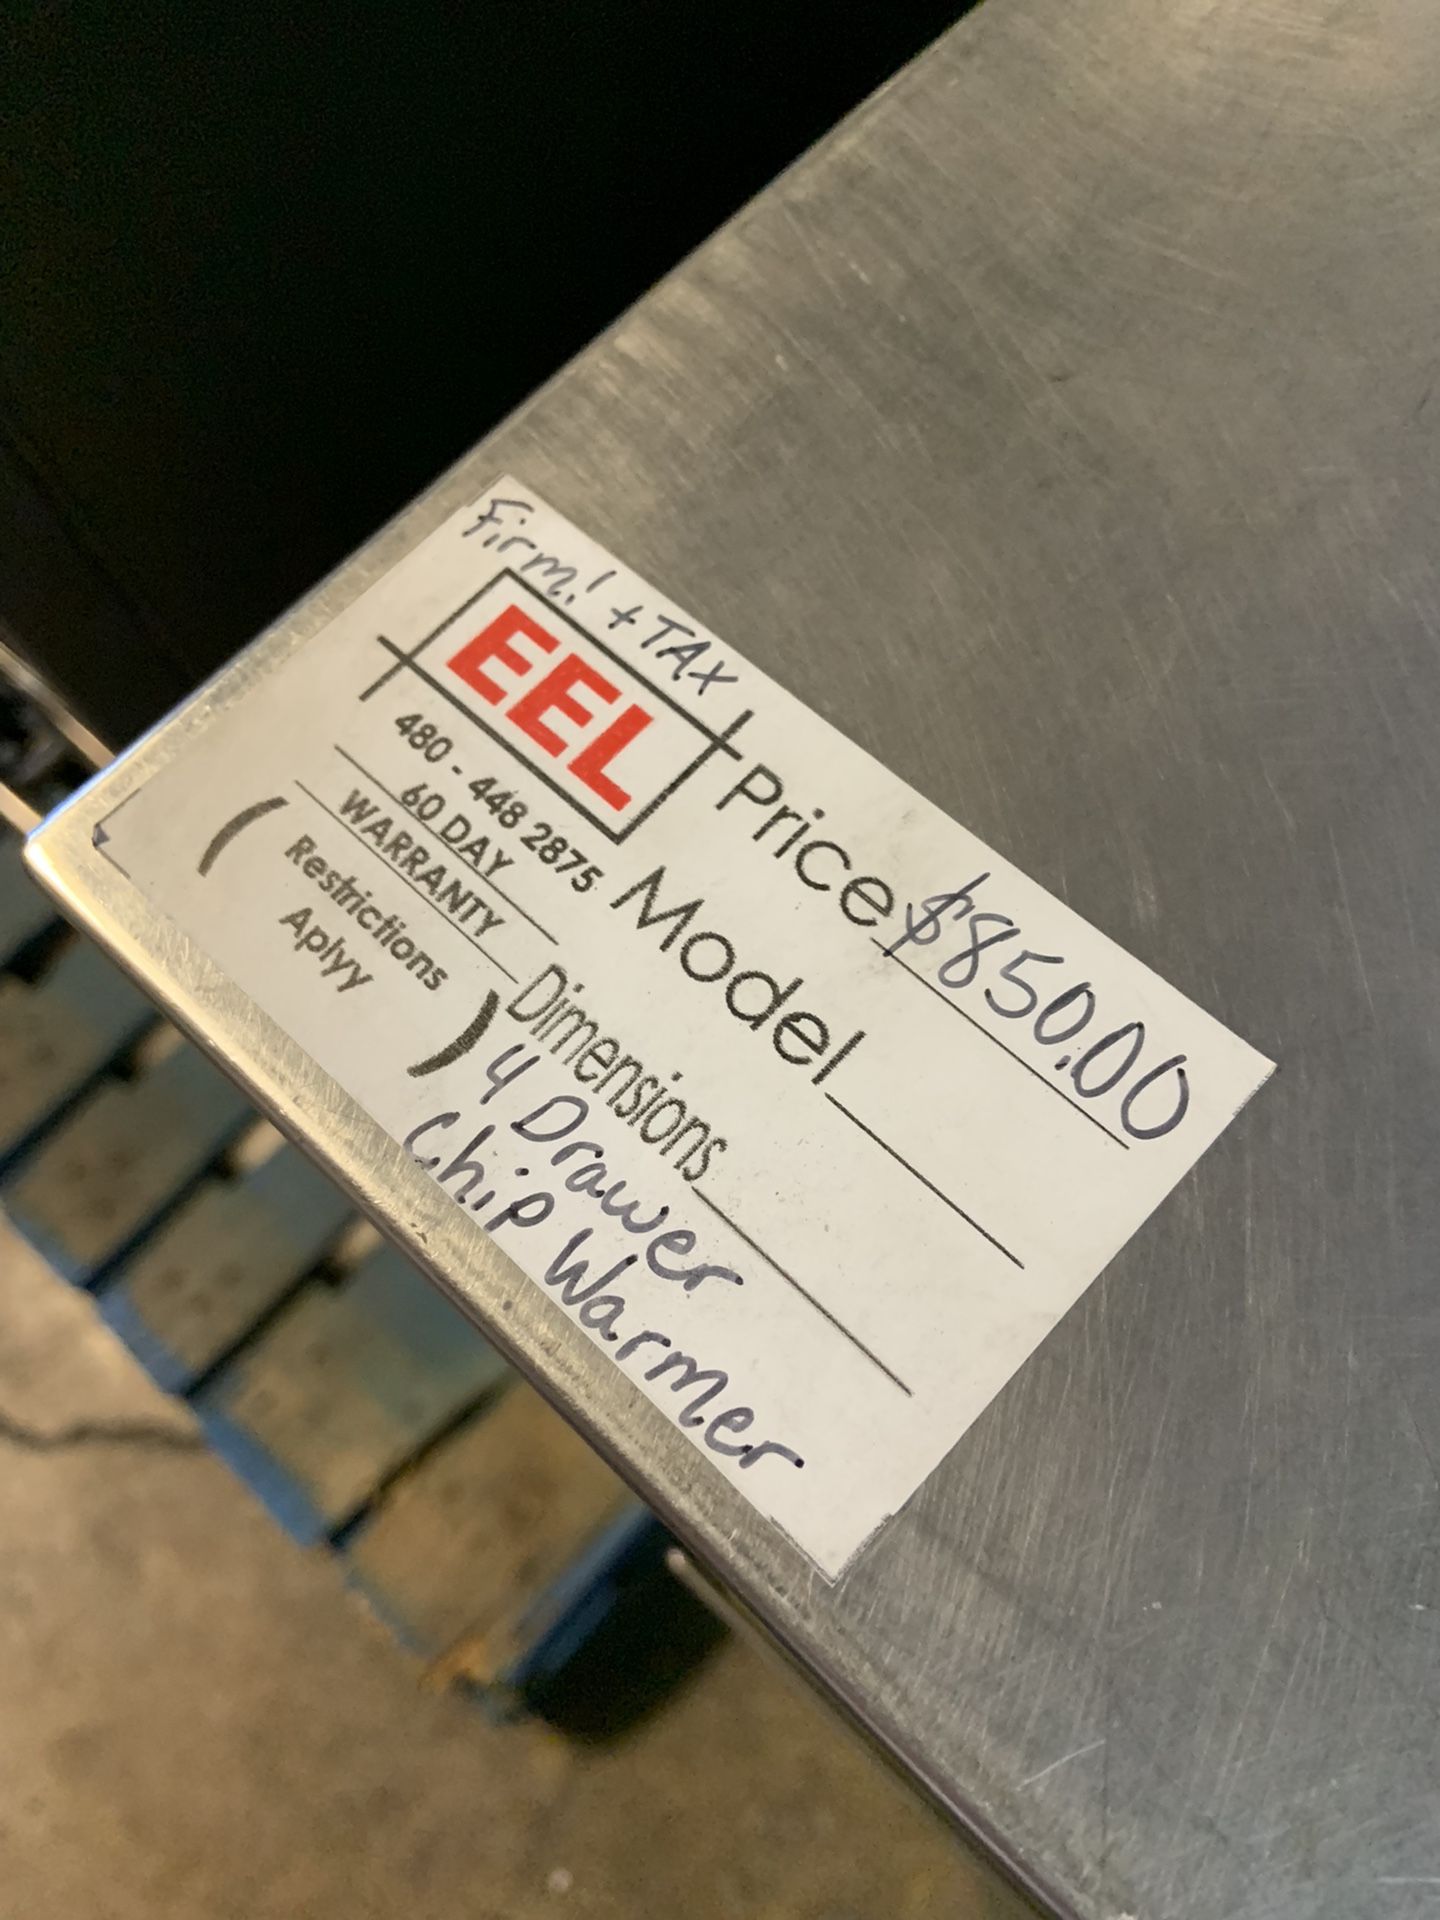 Firm! + TAX
EEL
480 - 448 2875
60 DAY
WARRANTY
( Restrictions
Aplyy )
Price $850.00
Model
Dimensions
4 Drawer
Chip Warmer